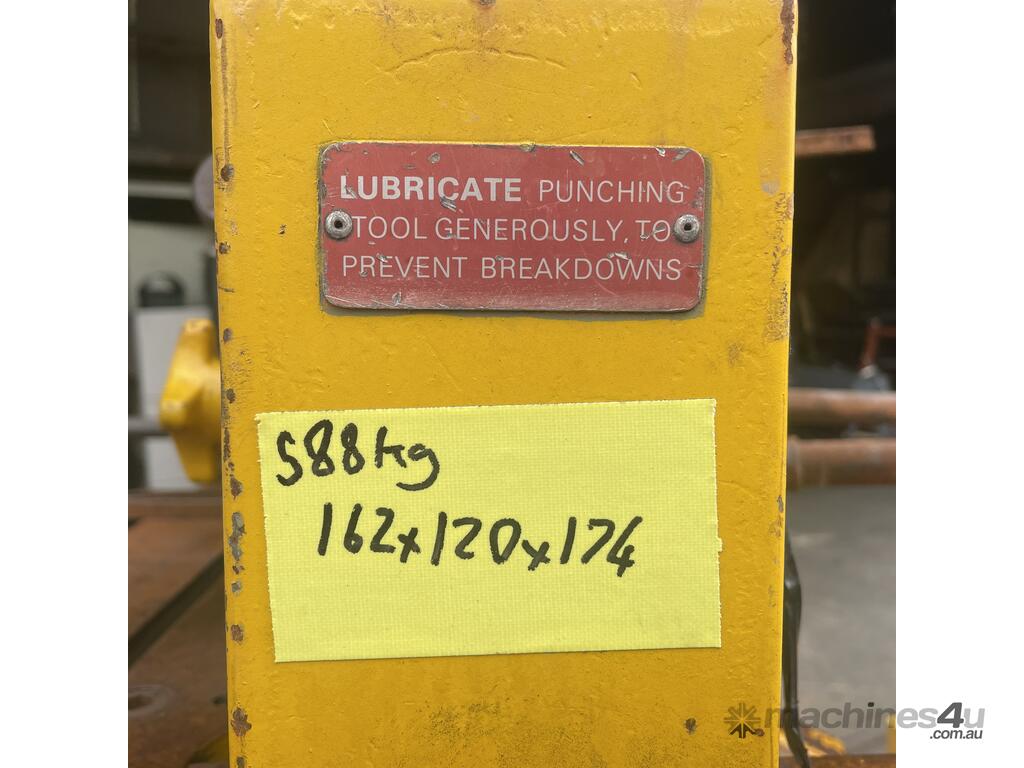 LUBRICATE PUNCHING
TOOL GENEROUSLY, TO
PREVENT BREAKDOWNS
588kg
162x120x174
machines4u
.com.au